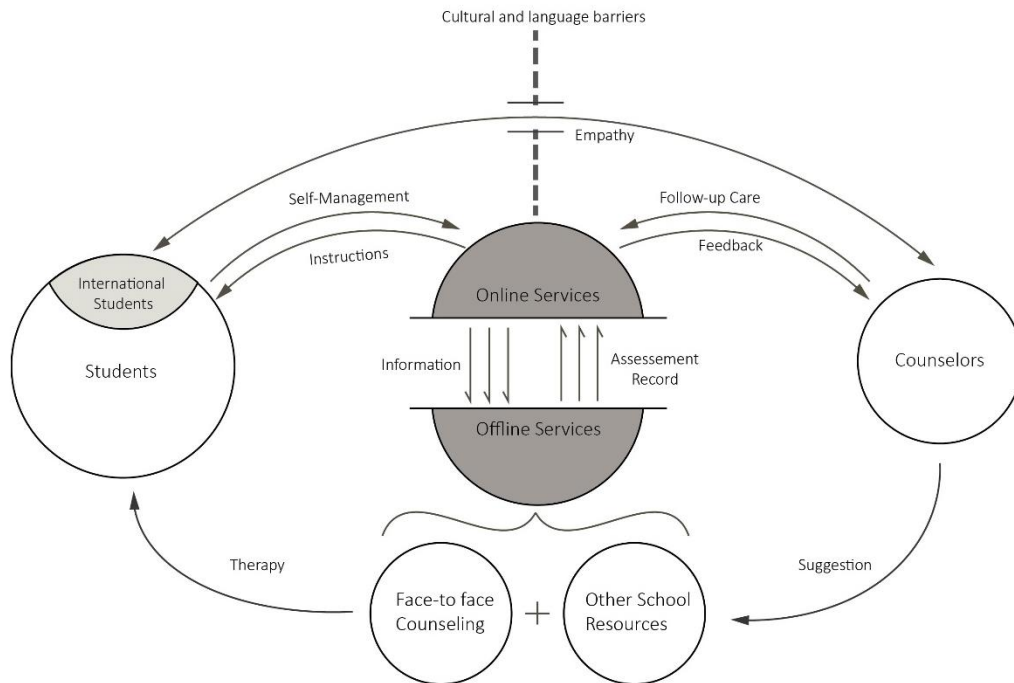 Cultural and language barriers
Empathy
Self-Management
Follow-up Care
Instructions
Feedback
International
Students
Online Services
Students
Information
Assessement
Record
Counselors
Offline Services
Therapy
Suggestion
Face-to face
Counseling
+
Other School
Resources